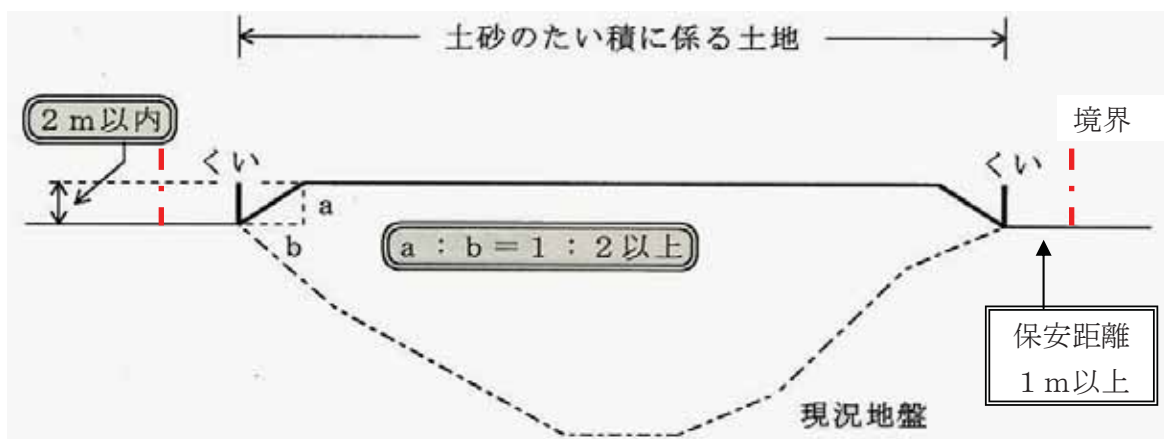 土砂のたい積に係る土地
2m以内
境界
くい
くい
a
b
a：b＝1：2以上
保安距離
1m以上
現況地盤